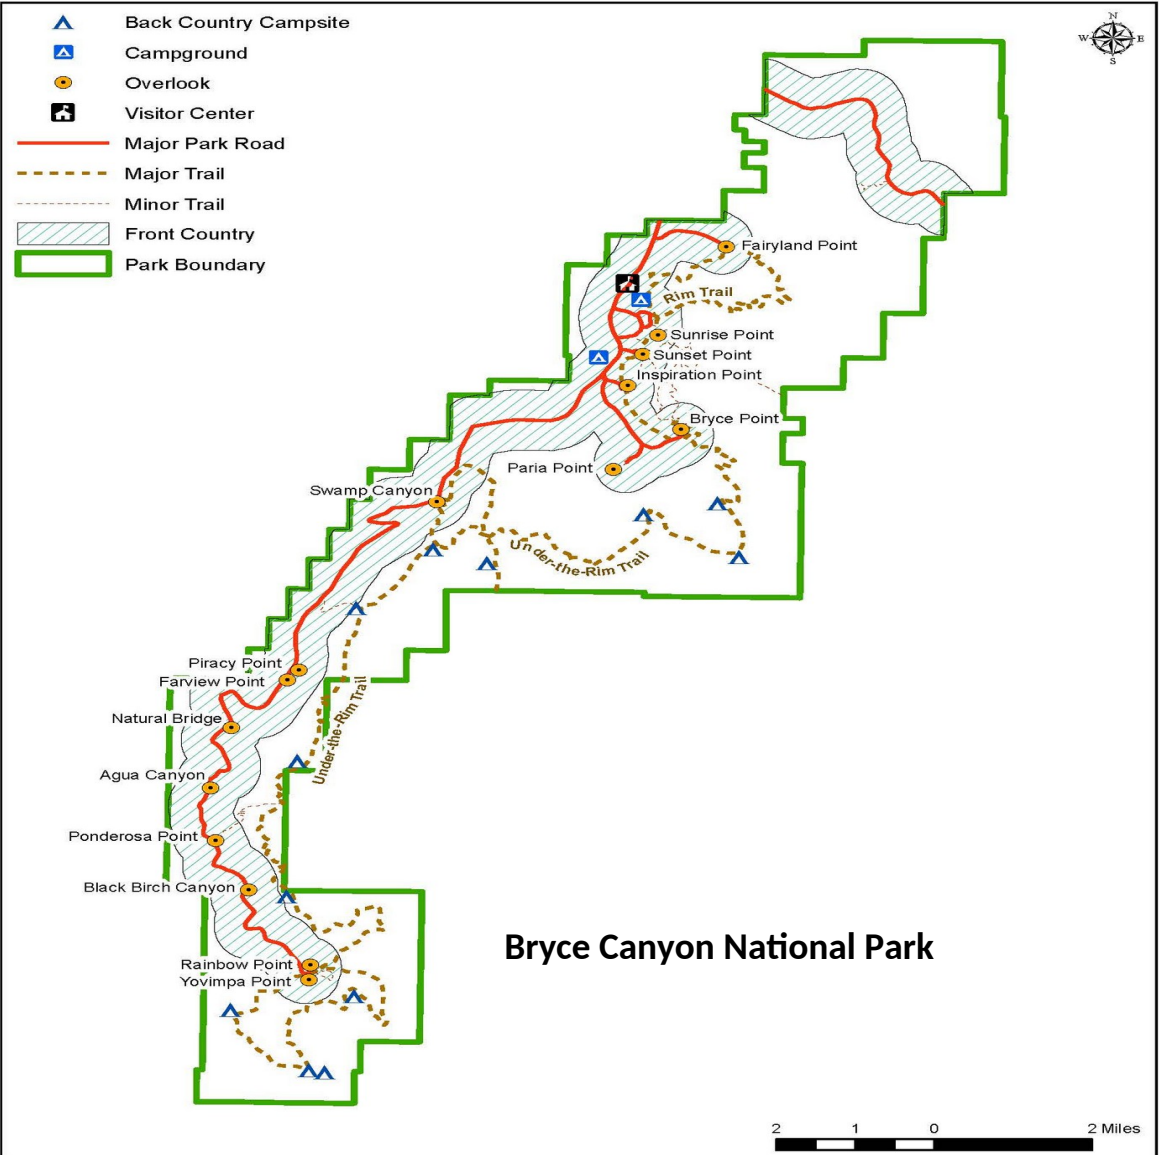 Back Country Campsite
Campground
Overlook
Visitor Center
Major Park Road
Major Trail
Minor Trail
Front Country
Park Boundary
N
W E
S
Fairyland Point
Rim Trail
Sunrise Point
Sunset Point
Inspiration Point
Bryce Point
Paria Point
Swamp Canyon
Under-the-Rim Trail
Piracy Point
Farview Point
Under-the-Rim Trail
Natural Bridge
Agua Canyon
Ponderosa Point
Black Birch Canyon
Bryce Canyon National Park
Rainbow Point
Yovimpa Point
2 1 0 2 Miles